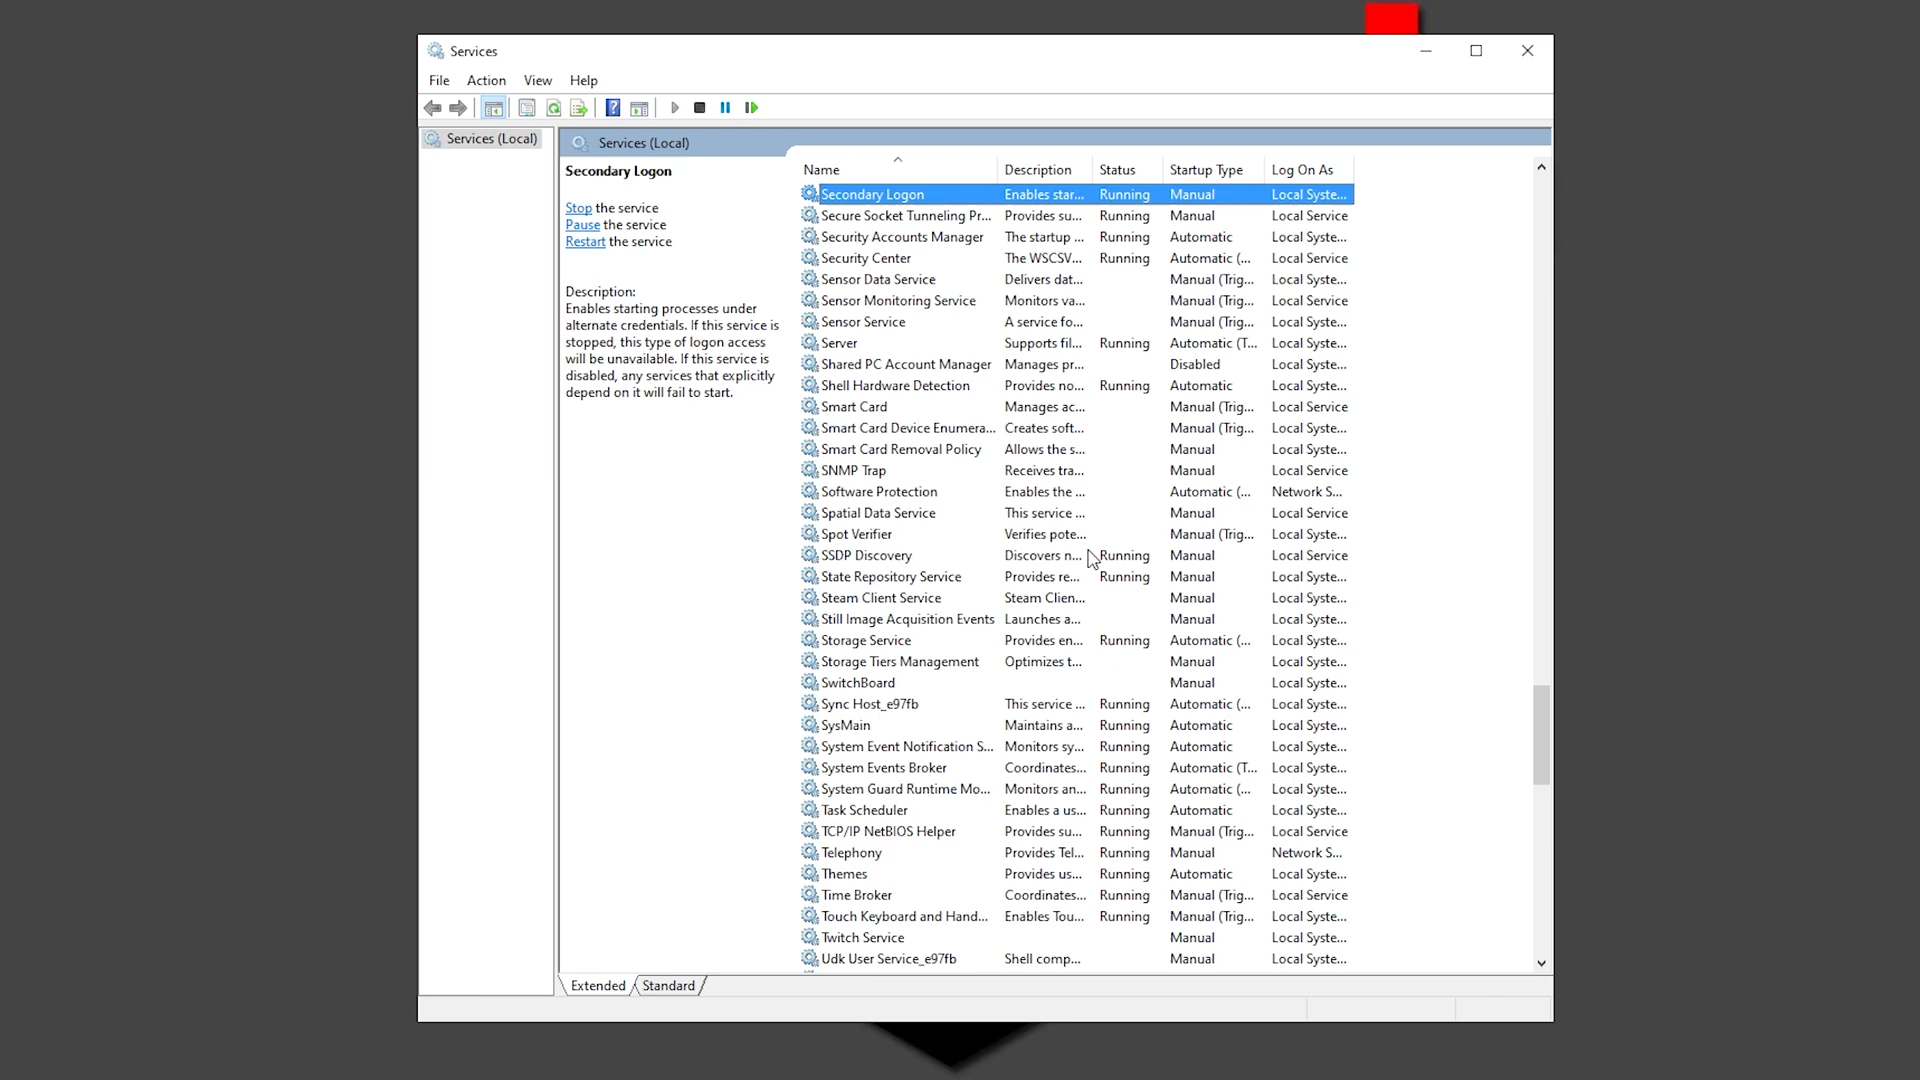 Services
File Action View Help
Services (Local)
Services (Local)
Secondary Logon
Stop the service
Pause the service
Restart the service
Description:
Enables starting processes under
alternate credentials. If this service is
stopped, this type of logon access
will be unavailable. If this service is
disabled, any services that explicitly
depend on it will fail to start.
Name Description Status Startup Type Log On As
Secondary Logon Enables star... Running Manual Local Syste...
Secure Socket Tunneling Pr... Provides su... Running Manual Local Service
Security Accounts Manager The startup ... Running Automatic Local Syste...
Security Center The WSCSV... Running Automatic (... Local Service
Sensor Data Service Delivers dat... Manual (Trig... Local Syste...
Sensor Monitoring Service Monitors va... Manual (Trig... Local Service
Sensor Service A service fo... Manual (Trig... Local Syste...
Server Supports fil... Running Automatic (T... Local Syste...
Shared PC Account Manager Manages pr... Disabled Local Syste...
Shell Hardware Detection Provides no... Running Automatic Local Syste...
Smart Card Manages ac... Manual (Trig... Local Service
Smart Card Device Enumera... Creates soft... Manual (Trig... Local Syste...
Smart Card Removal Policy Allows the s... Manual Local Syste...
SNMP Trap Receives tra... Manual Local Service
Software Protection Enables the ... Automatic (... Network S...
Spatial Data Service This service ... Manual Local Service
Spot Verifier Verifies pote... Manual (Trig... Local Syste...
SSDP Discovery Discovers n... Running Manual Local Service
State Repository Service Provides re... Running Manual Local Syste...
Steam Client Service Steam Clien... Manual Local Syste...
Still Image Acquisition Events Launches a... Manual Local Syste...
Storage Service Provides en... Running Automatic (... Local Syste...
Storage Tiers Management Optimizes t... Manual Local Syste...
SwitchBoard Manual Local Syste...
Sync Host_e97fb This service ... Running Automatic (... Local Syste...
SysMain Maintains a... Running Automatic Local Syste...
System Event Notification S... Monitors sy... Running Automatic Local Syste...
System Events Broker Coordinates... Running Automatic (T... Local Syste...
System Guard Runtime Mo... Monitors an... Running Automatic (... Local Syste...
Task Scheduler Enables a us... Running Automatic Local Syste...
TCP/IP NetBIOS Helper Provides su... Running Manual (Trig... Local Service
Telephony Provides Tel... Running Manual Network S...
Themes Provides us... Running Automatic Local Syste...
Time Broker Coordinates... Running Manual (Trig... Local Service
Touch Keyboard and Hand... Enables Tou... Running Manual (Trig... Local Syste...
Twitch Service Manual Local Syste...
Udk User Service_e97fb Shell comp... Manual Local Syste...
Extended Standard